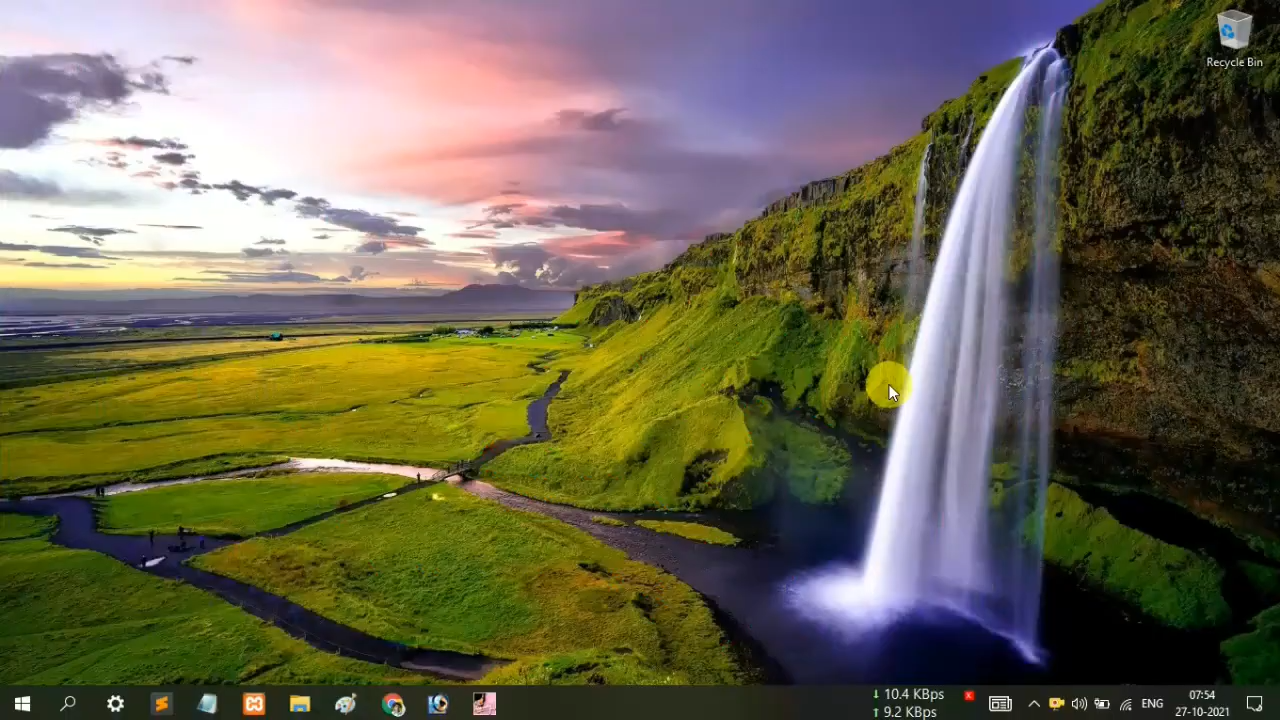 Recycle Bin
↓ 10.4 KBps
↑ 9.2 KBps
ENG
07:54
27-10-2021